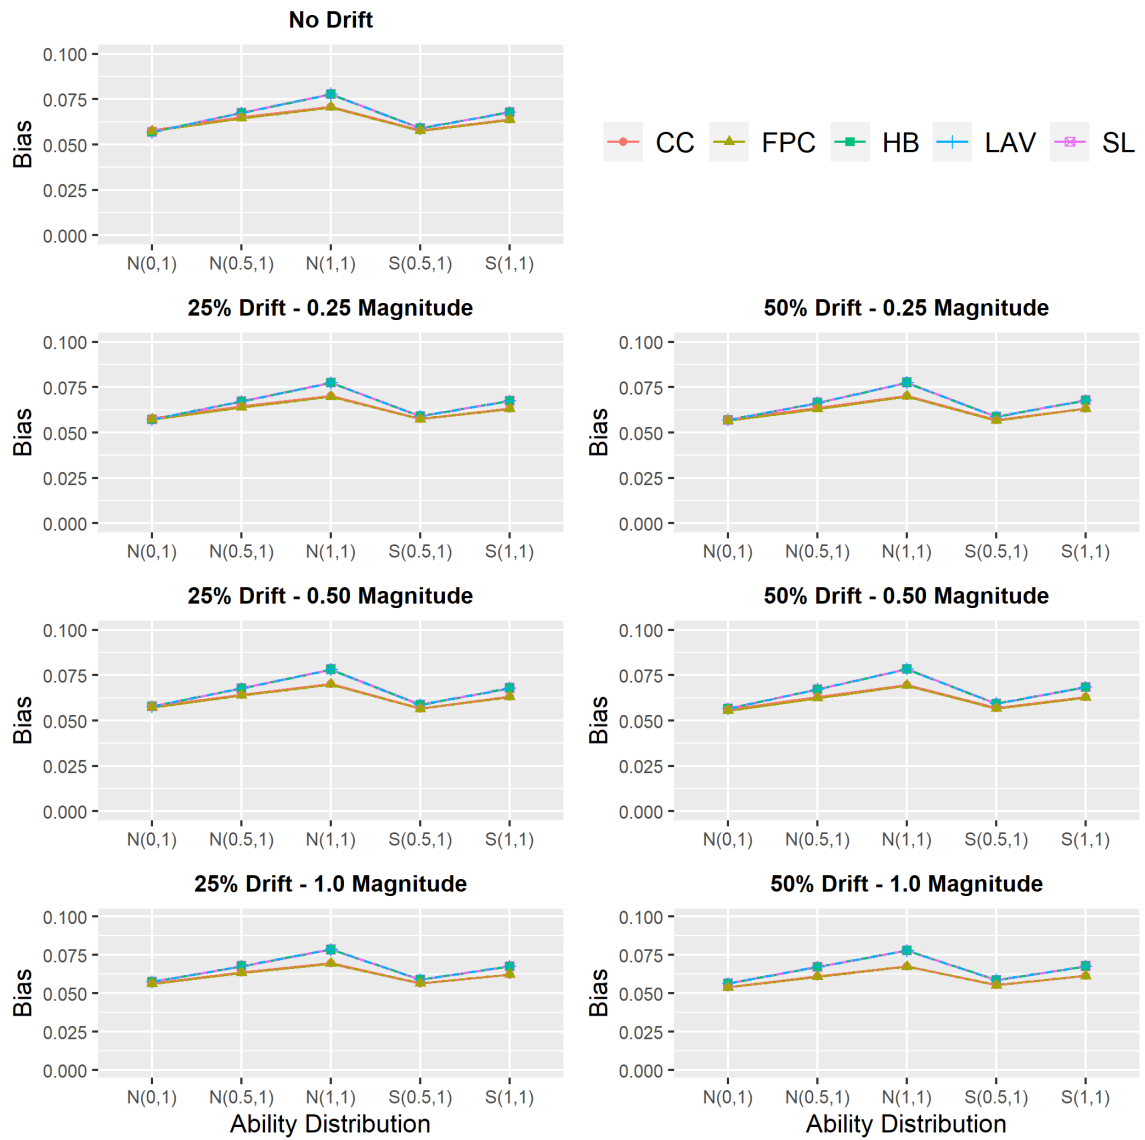 No Drift
0.100
0.075
0.050
0.025
0.000
Bias
N(0,1) N(0.5,1) N(1,1) S(0.5,1) S(1,1)
CC FPC HB LAV SL
25% Drift - 0.25 Magnitude
0.100
0.075
0.050
0.025
0.000
Bias
N(0,1) N(0.5,1) N(1,1) S(0.5,1) S(1,1)
50% Drift - 0.25 Magnitude
0.100
0.075
0.050
0.025
0.000
Bias
N(0,1) N(0.5,1) N(1,1) S(0.5,1) S(1,1)
25% Drift - 0.50 Magnitude
0.100
0.075
0.050
0.025
0.000
Bias
N(0,1) N(0.5,1) N(1,1) S(0.5,1) S(1,1)
50% Drift - 0.50 Magnitude
0.100
0.075
0.050
0.025
0.000
Bias
N(0,1) N(0.5,1) N(1,1) S(0.5,1) S(1,1)
25% Drift - 1.0 Magnitude
0.100
0.075
0.050
0.025
0.000
Bias
N(0,1) N(0.5,1) N(1,1) S(0.5,1) S(1,1)
Ability Distribution
50% Drift - 1.0 Magnitude
0.100
0.075
0.050
0.025
0.000
Bias
N(0,1) N(0.5,1) N(1,1) S(0.5,1) S(1,1)
Ability Distribution